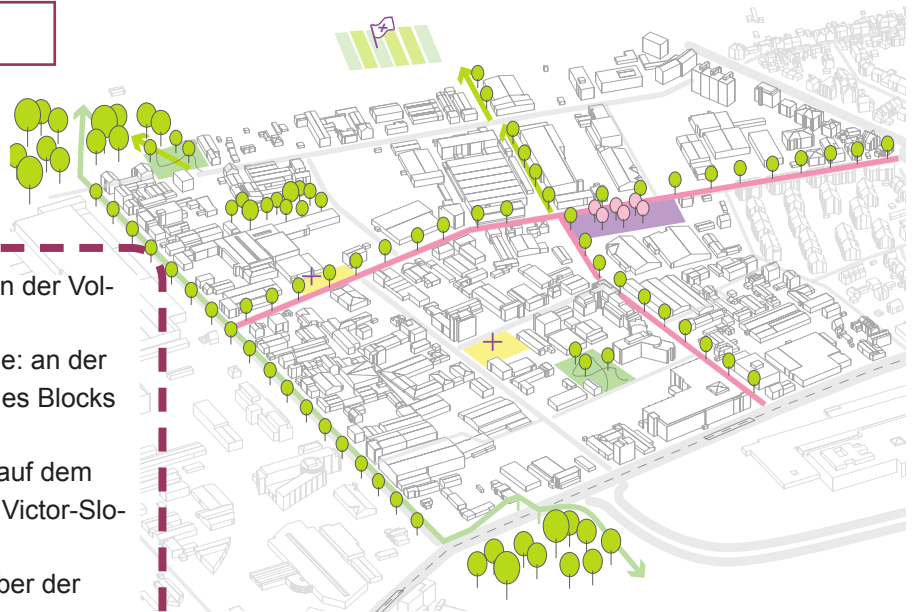 n der Vol-
e: an der
es Blocks
auf dem
Victor-Slo-
ber der